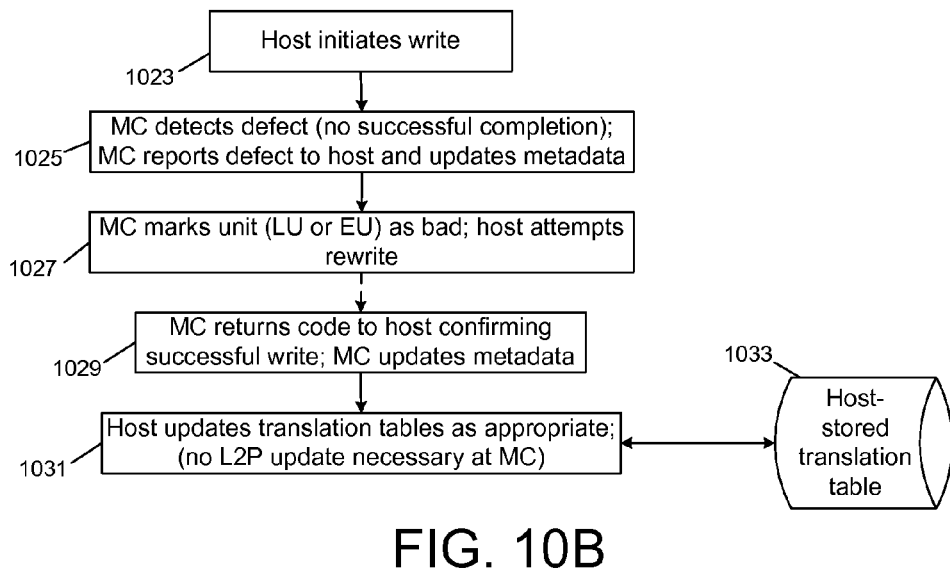 Host initiates write
1023
MC detects defect (no successful completion);
MC reports defect to host and updates metadata
1025
MC marks unit (LU or EU) as bad; host attempts
rewrite
1027
MC returns code to host confirming
successful write; MC updates metadata
1029
1033
Host-
stored
translation
table
Host updates translation tables as appropriate;
(no L2P update necessary at MC)
1031
FIG. 10B